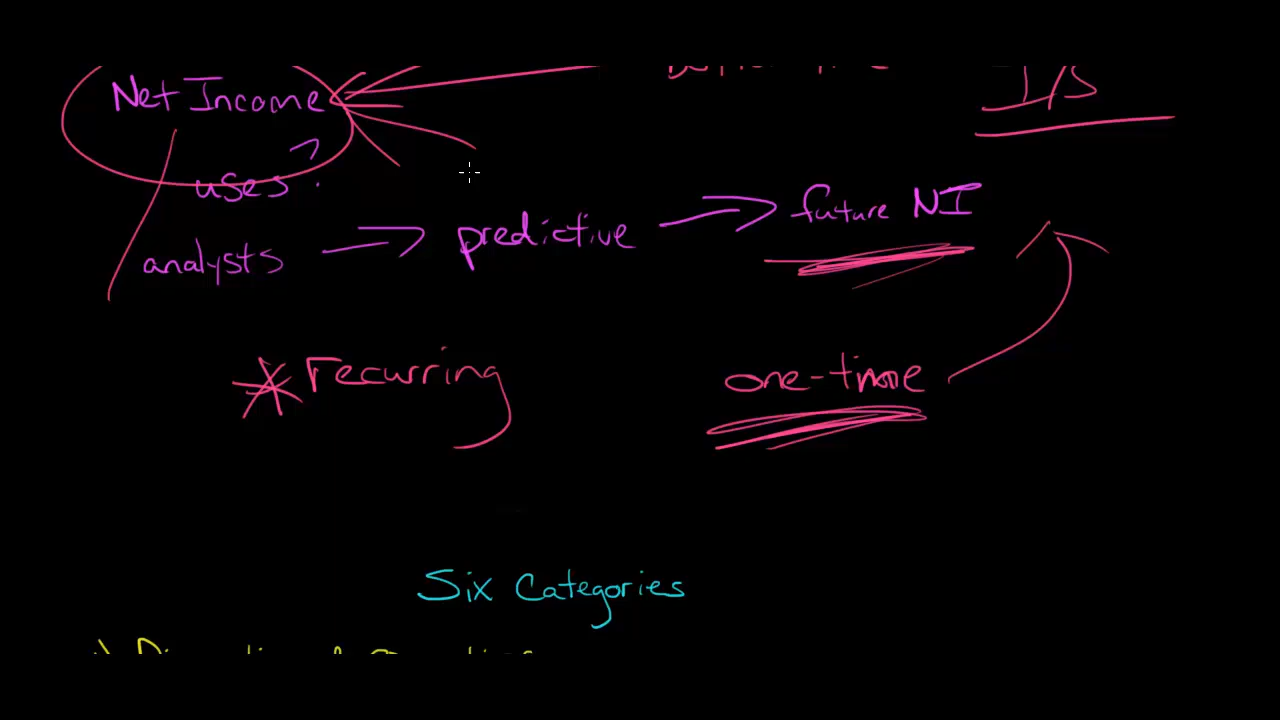 I/S
Net Income
uses?
analysts → predictive → future NI
* recurring one-time
Six Categories